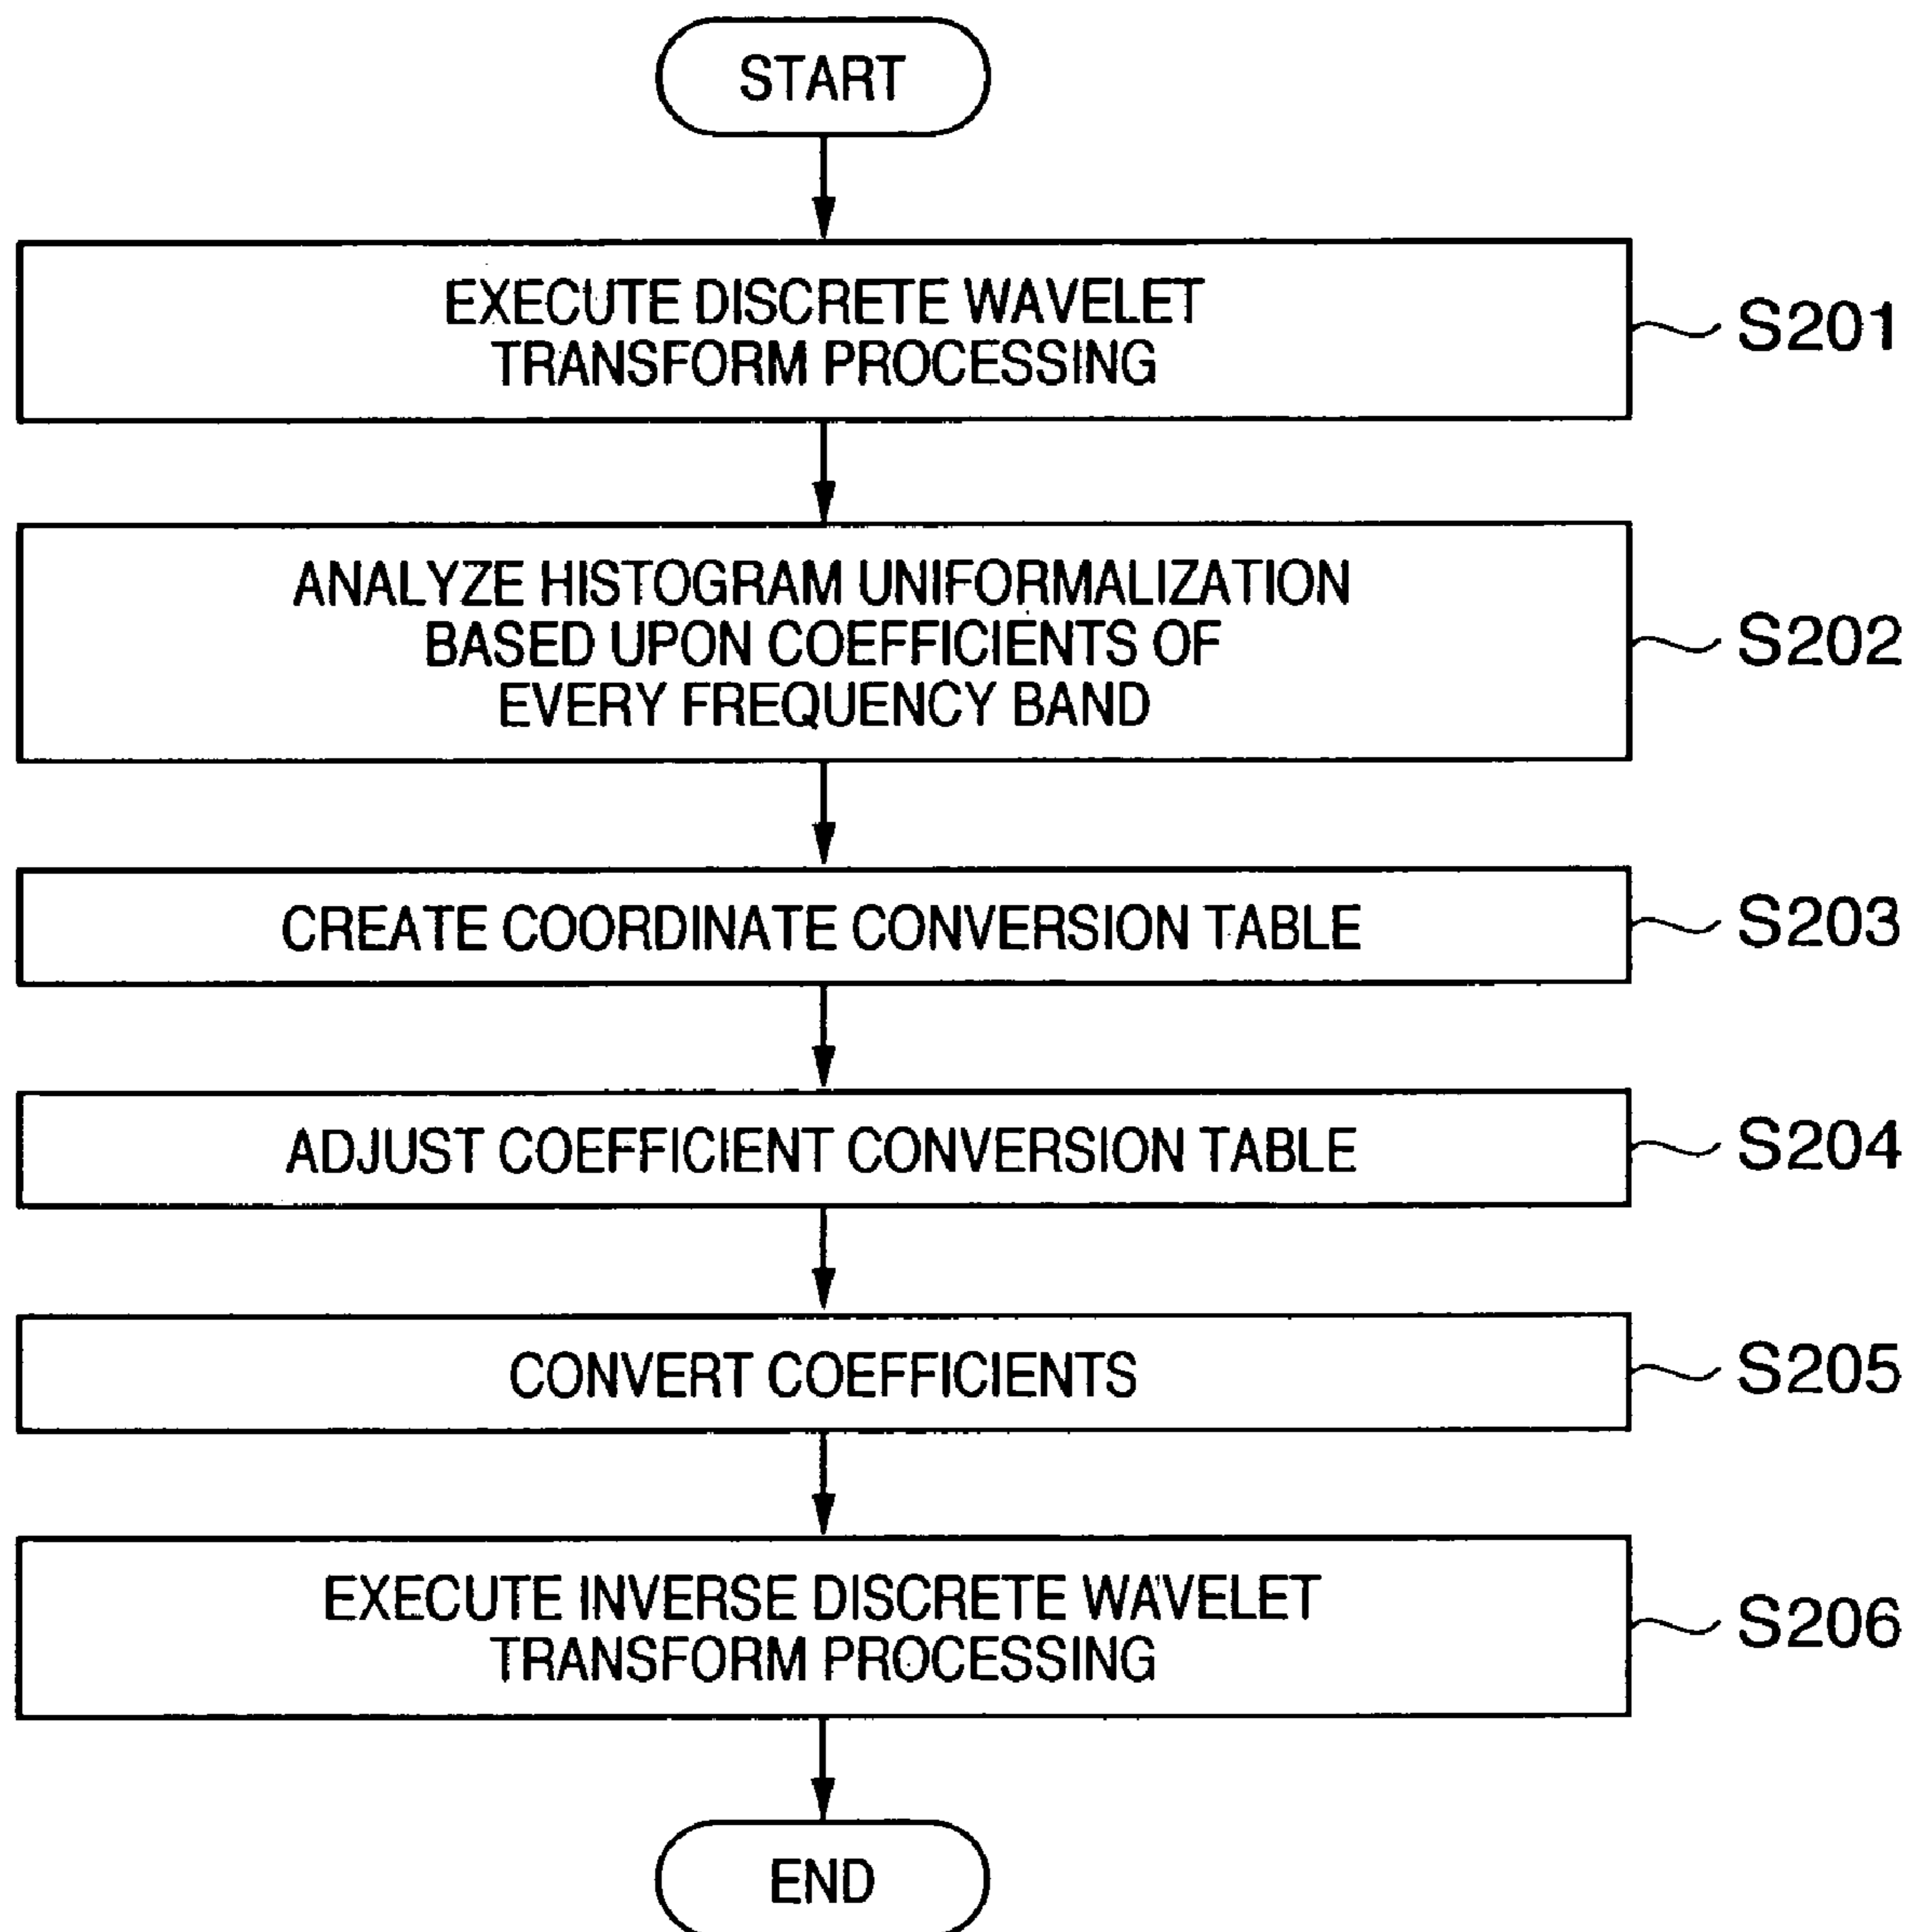 START
EXECUTE DISCRETE WAVELET
TRANSFORM PROCESSING
S201
ANALYZE HISTOGRAM UNIFORMALIZATION
BASED UPON COEFFICIENTS OF
EVERY FREQUENCY BAND
S202
CREATE COORDINATE CONVERSION TABLE
S203
ADJUST COEFFICIENT CONVERSION TABLE
S204
CONVERT COEFFICIENTS
S205
EXECUTE INVERSE DISCRETE WAVELET
TRANSFORM PROCESSING
S206
END